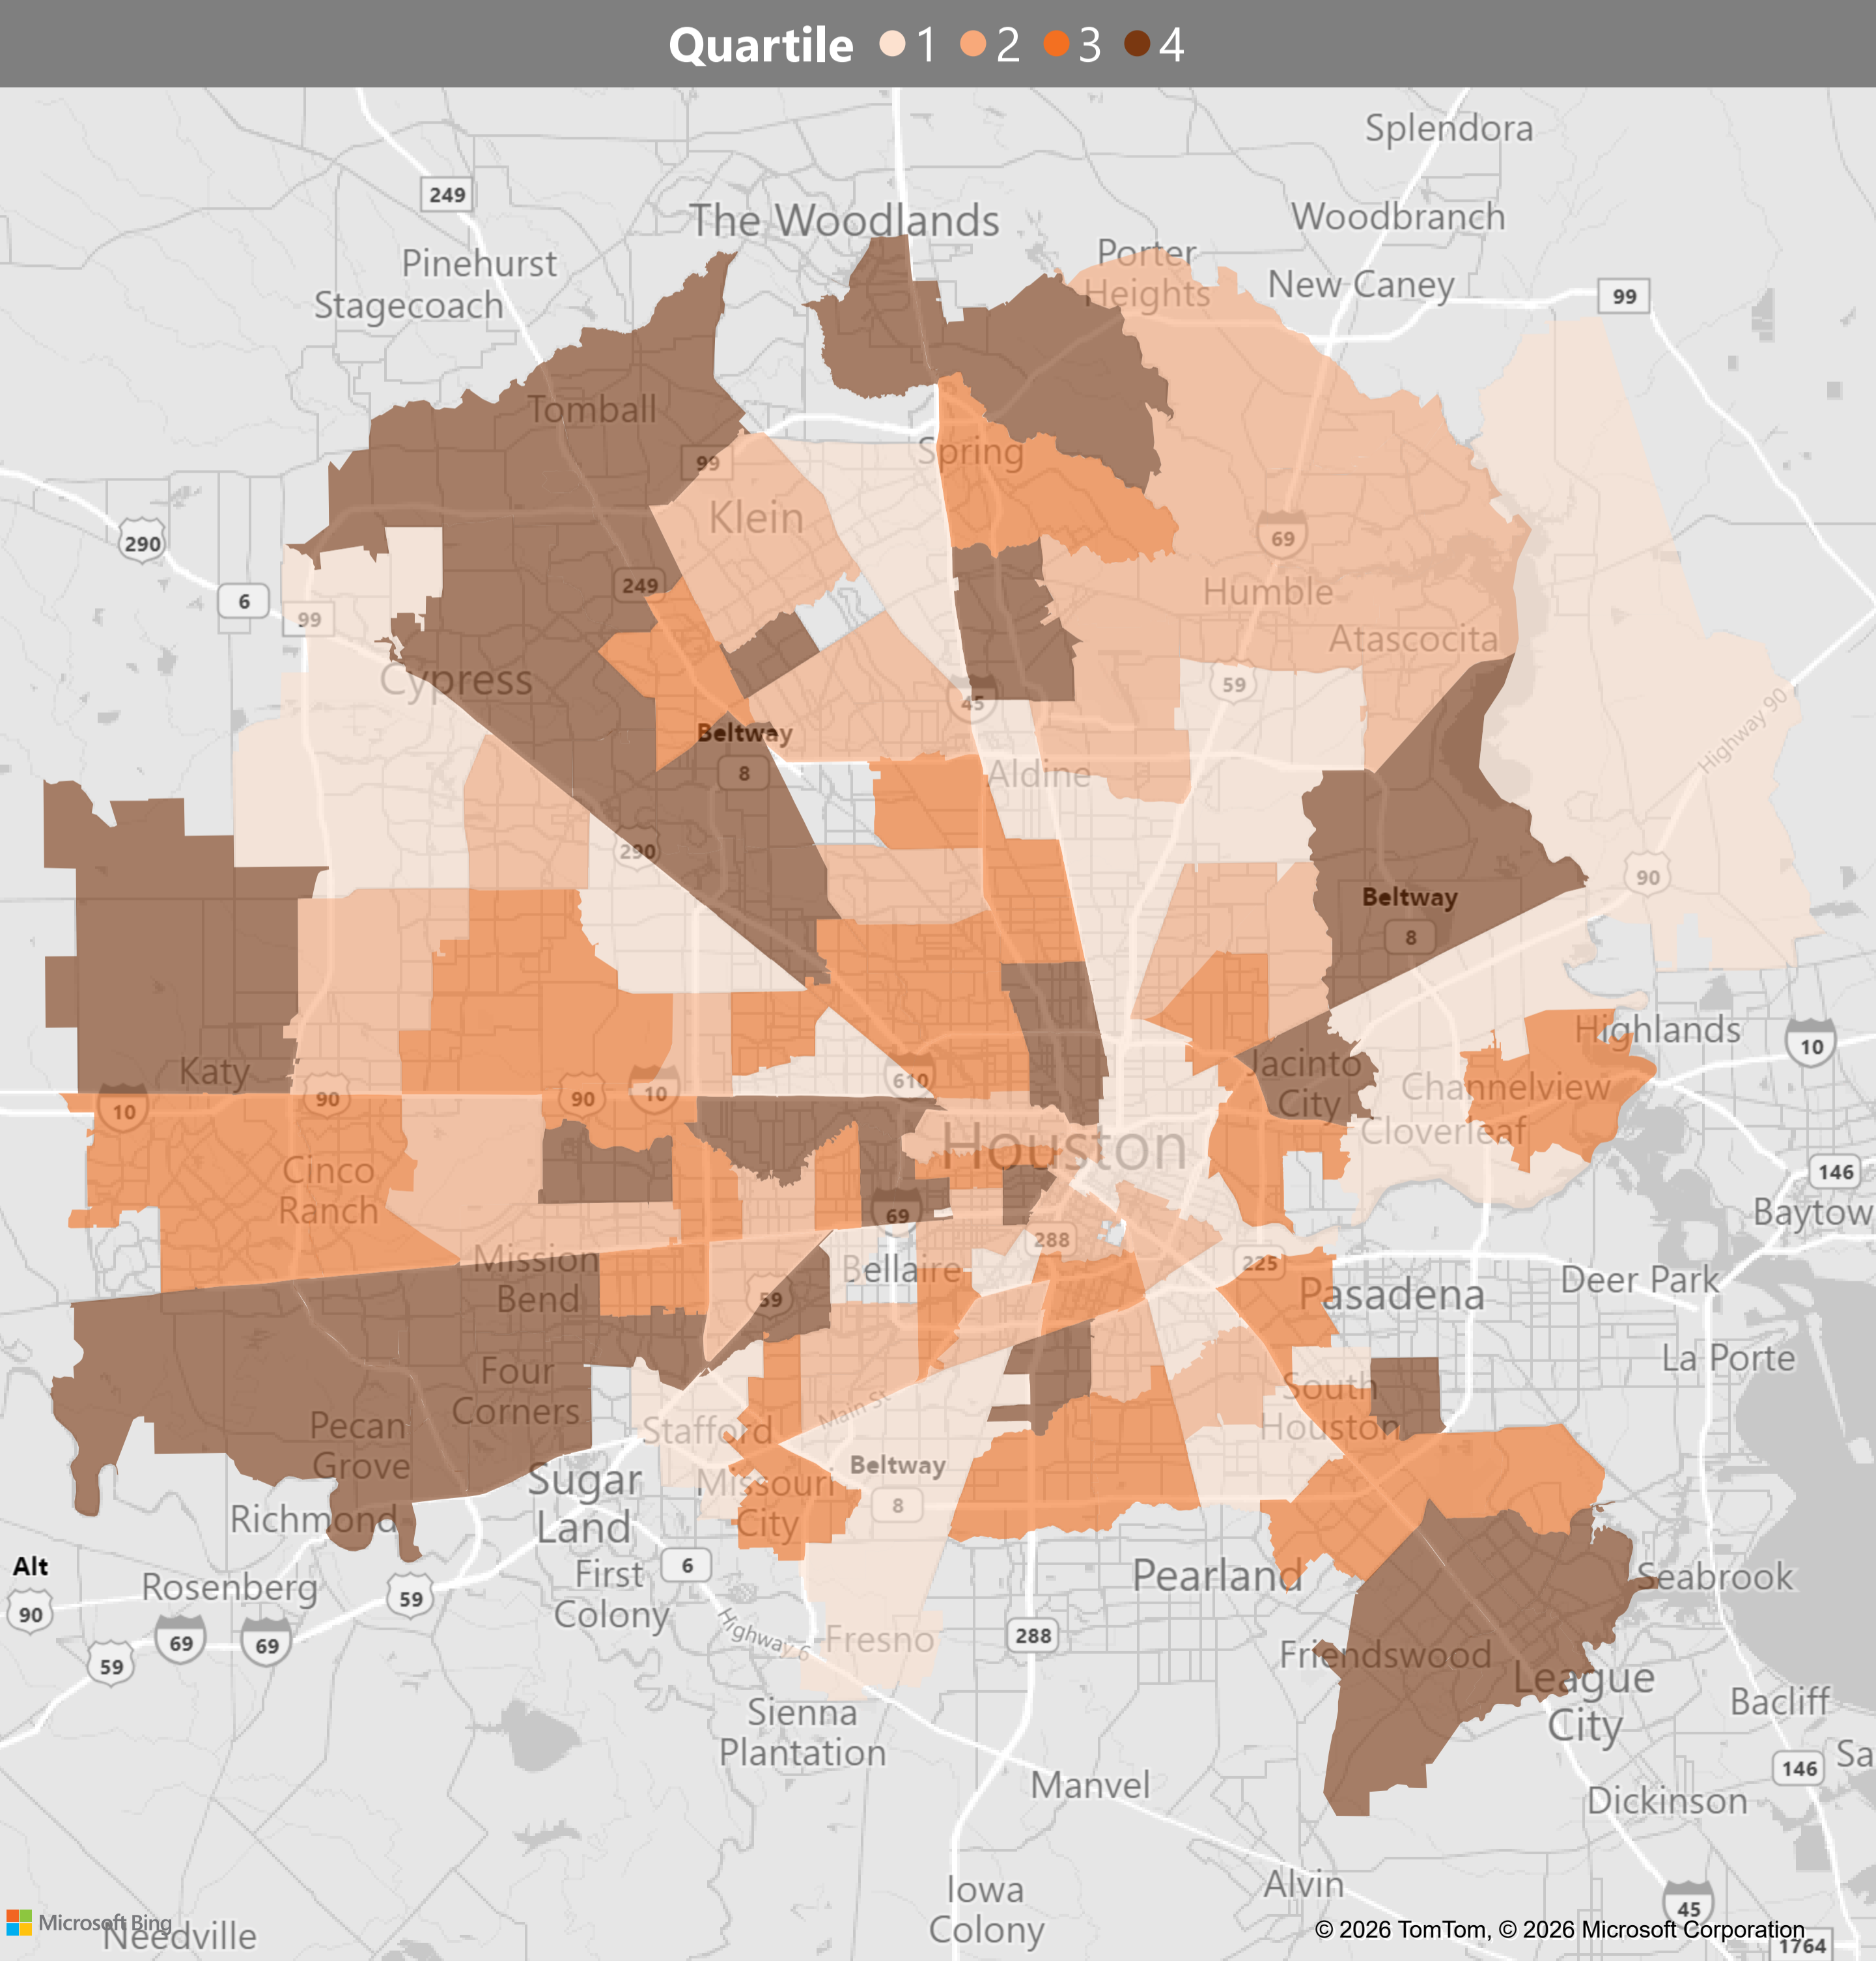 Quartile 1 2 3 4
Splendora
249
The Woodlands
Woodbranch
Pinehurst
Porter
Heights
New Caney
99
Stagecoach
Tomball
Spring
99
Klein
290
69
249
Humble
6
99
Atascocita
Cypress
59
45
Highway 90
Beltway
8
Aldine
290
90
Beltway
8
Highlands
10
Katy
Jacinto
City
610
Channelview
10
90
90
10
Houston
Cloverleaf
146
Cinco
Ranch
69
Baytow
288
225
Mission
Bend
Bellaire
59
Pasadena
Deer Park
La Porte
Four
Corners
South
Houston
Pecan
Grove
Main St
Stafford
Beltway
8
Missouri
City
Sugar
Land
Richmond
Alt
90
Rosenberg
59
6
First
Colony
Pearland
Seabrook
69
69
59
Highway 6
Fresno
288
Friendswood
League
City
Bacliff
Sienna
Plantation
146
Sa
Manvel
Dickinson
Alvin
Iowa
Colony
45
Microsoft Bing
Needville
© 2026 TomTom, © 2026 Microsoft Corporation
1764